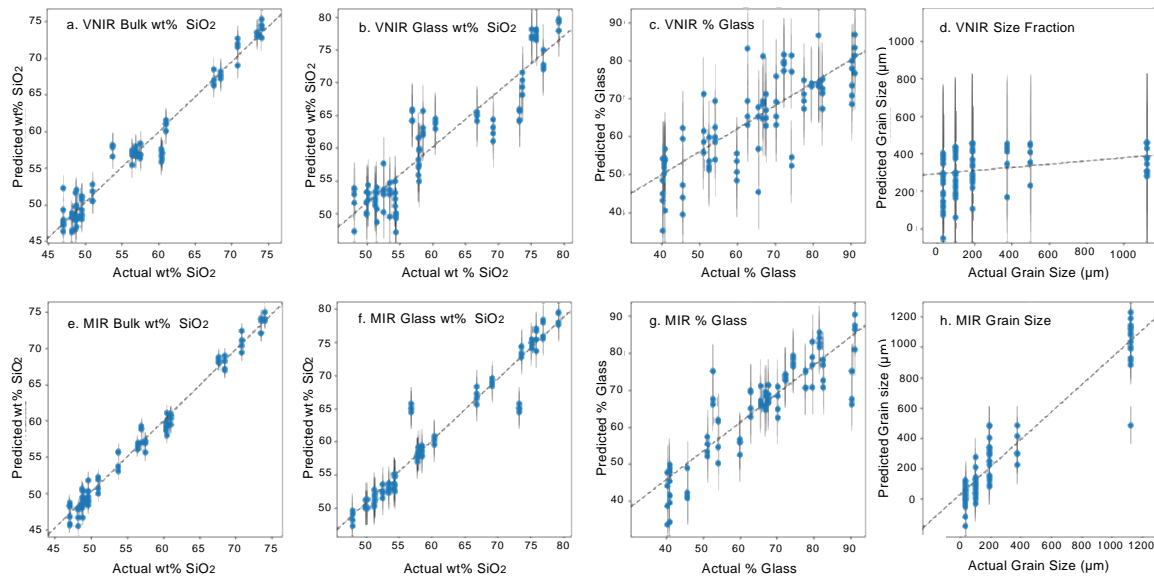 a. VNIR Bulk wt% SiO2
75
70
65
60
55
50
45
Predicted wt% SiO2
45 50 55 60 65 70 75
Actual wt% SiO2
b. VNIR Glass wt% SiO2
80
75
70
65
60
55
50
Predicted wt% SiO2
50 55 60 65 70 75 80
Actual wt % SiO2
c. VNIR % Glass
90
80
70
60
50
40
Predicted % Glass
40 50 60 70 80 90
Actual % Glass
d. VNIR Size Fraction
1000
800
600
400
200
0
Predicted Grain Size (µm)
0 200 400 600 800 1000
Actual Grain Size (µm)
e. MIR Bulk wt% SiO2
75
70
65
60
55
50
45
Predicted wt% SiO2
45 50 55 60 65 70 75
Actual wt% SiO2
f. MIR Glass wt% SiO2
80
75
70
65
60
55
50
Predicted wt% SiO2
50 55 60 65 70 75 80
Actual wt% SiO2
g. MIR % Glass
90
80
70
60
50
40
Predicted % Glass
40 50 60 70 80 90
Actual % Glass
h. MIR Grain Size
1200
1000
800
600
400
200
0
Predicted Grain size (µm)
0 200 400 600 800 1000 1200
Actual Grain Size (µm)